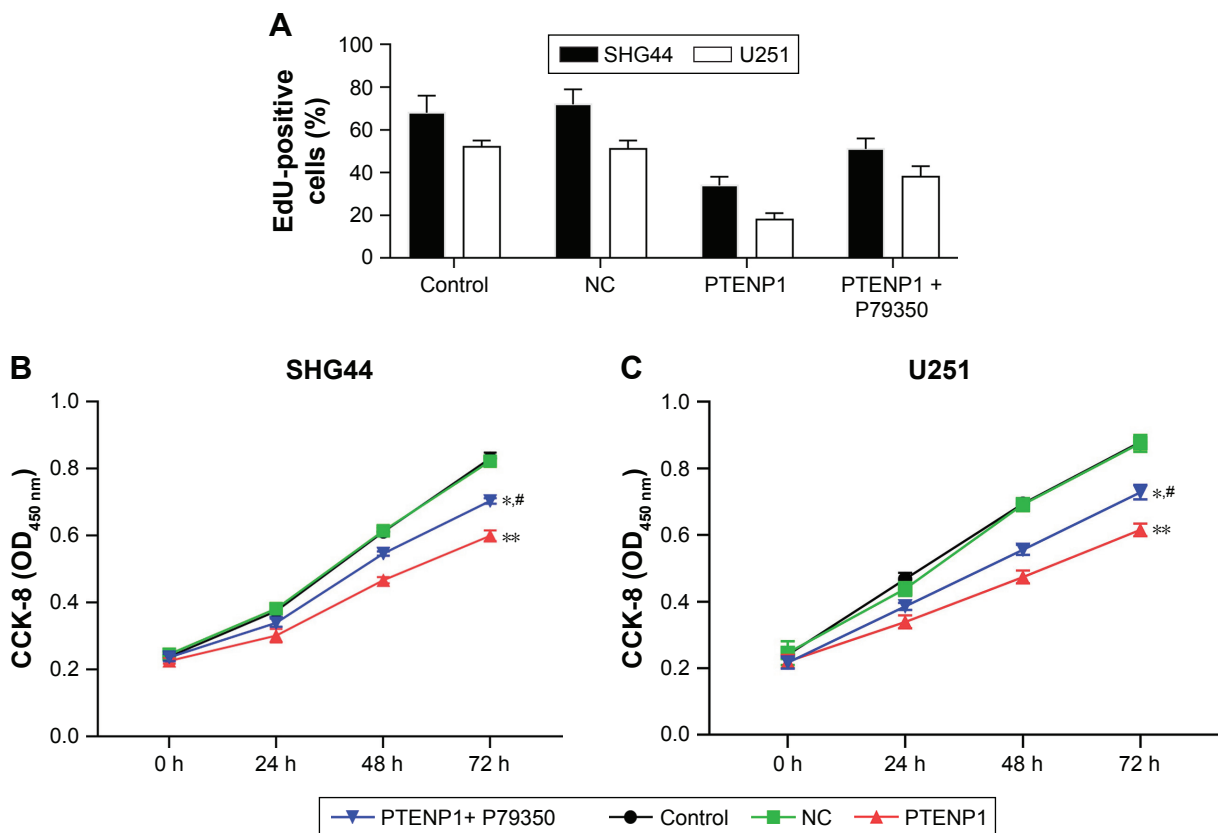 A
EdU-positive
cells (%)
100
80
60
40
20
0
SHG44
U251
Control
NC
PTENP1
PTENP1 +
P79350
B
SHG44
CCK-8 (OD450 nm)
1.0
0.8
0.6
0.4
0.2
0.0
*,#
**
0 h
24 h
48 h
72 h
C
U251
CCK-8 (OD450 nm)
1.0
0.8
0.6
0.4
0.2
0.0
*,#
**
0 h
24 h
48 h
72 h
PTENP1+ P79350
Control
NC
PTENP1